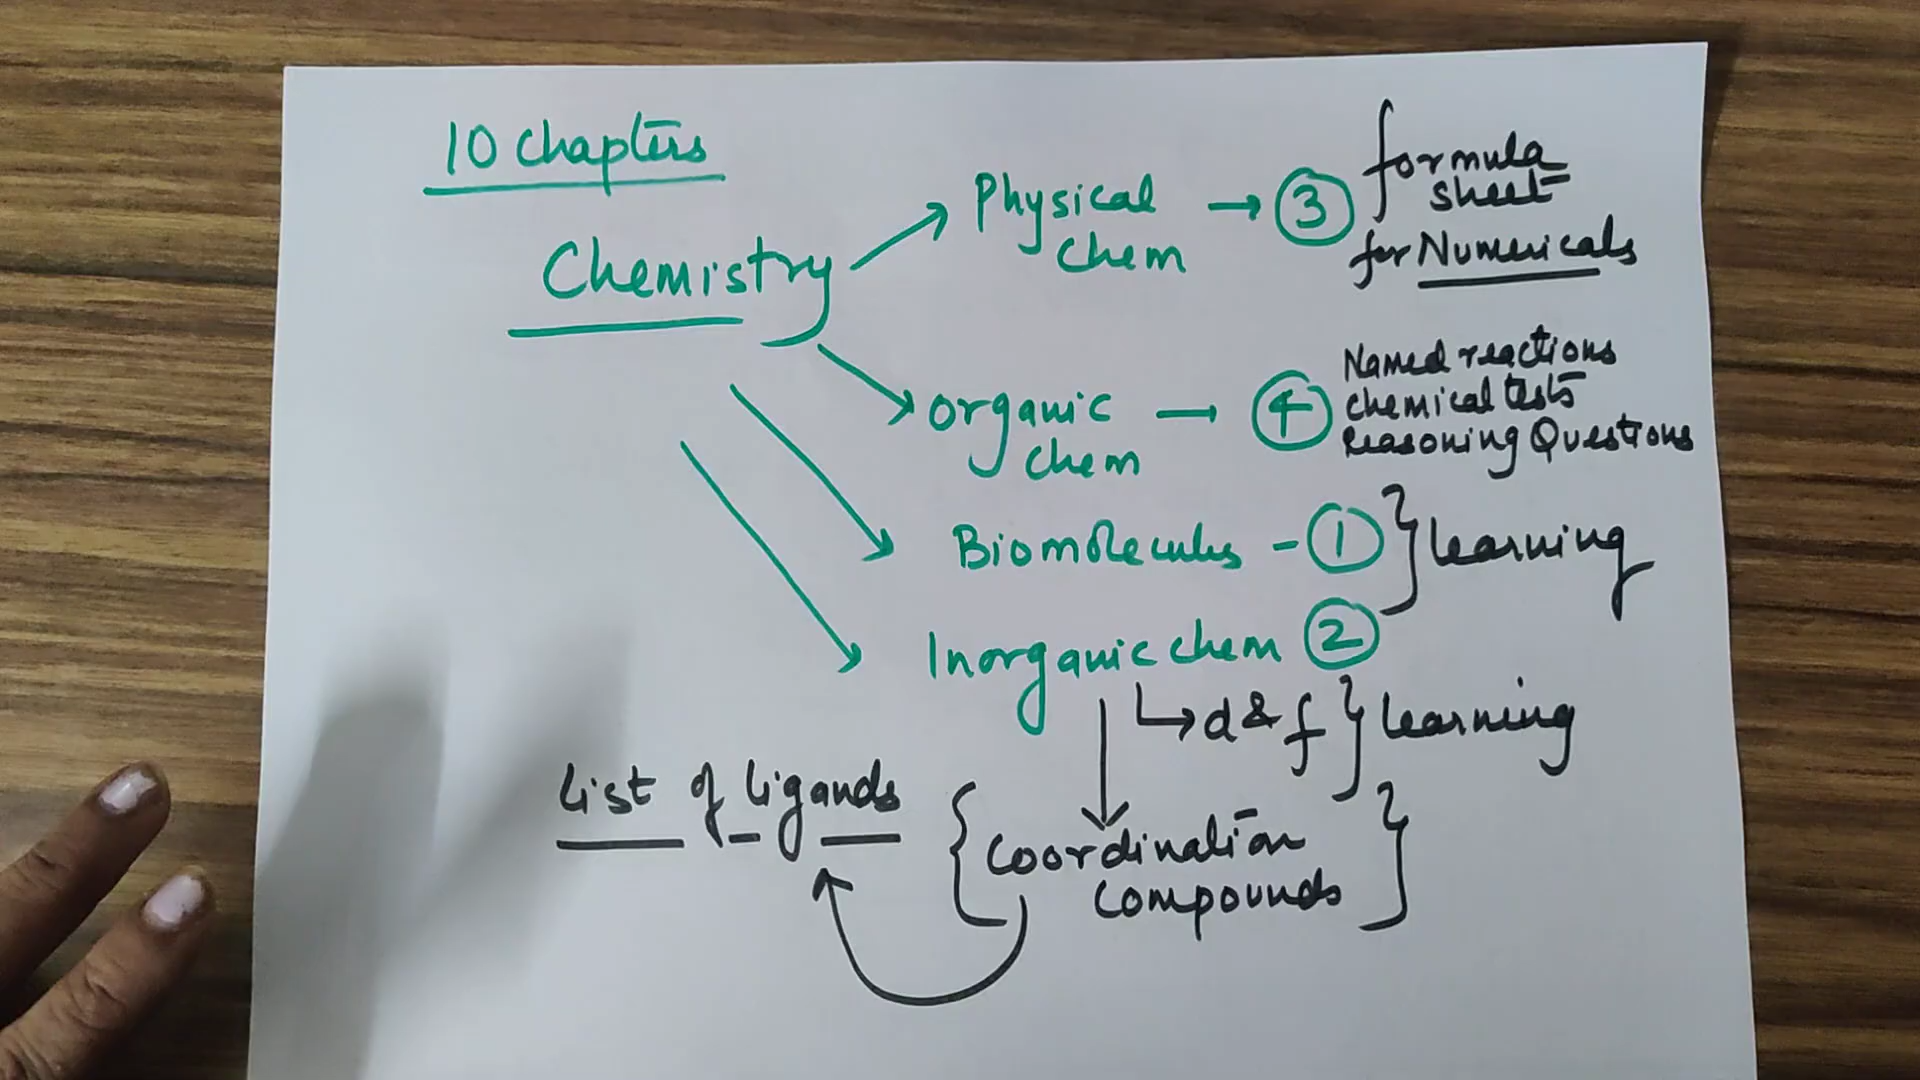 10 Chapters
Chemistry
Physical
Chem
→ 3
formula
sheet
for Numericals
Organic
Chem
→ 4
Named reactions
Chemical tests
Reasoning Questions
Biomolecules - 1 } learning
Inorganic chem 2
↳ d & f } learning
{ Coordination
Compounds }
List of Ligands